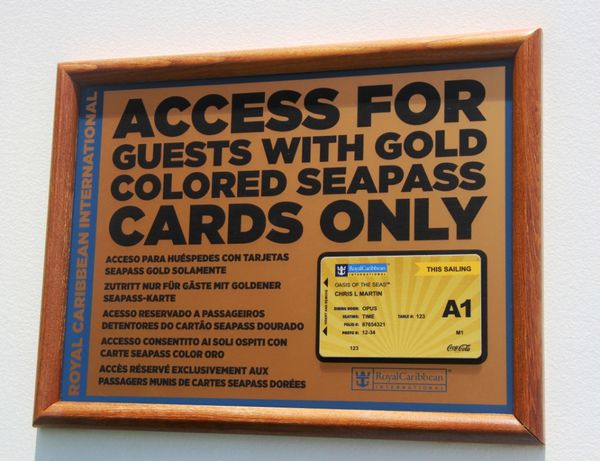 ROYAL CARIBBEAN INTERNATIONAL
ACCESS FOR
GUESTS WITH GOLD
COLORED SEAPASS
CARDS ONLY
ACCESO PARA HUÉSPEDES CON TARJETAS
SEAPASS GOLD SOLAMENTE
ZUTRITT NUR FÜR GÄSTE MIT GOLDENER
SEAPASS-KARTE
ACCESO RESERVADO A PASSAGEIROS
DETENTORES DO CARTÃO SEAPASS DOURADO
ACCESSO CONSENTITO AI SOLI OSPITI CON
CARTE SEAPASS COLOR ORO
ACCÈS RÉSERVÉ EXCLUSIVEMENT AUX
PASSAGERS MUNIS DE CARTES SEAPASS DORÉES
RoyalCaribbean
INTERNATIONAL
THIS SAILING
OASIS OF THE SEAS™
CHRIS L MARTIN
DINING ROOM: OPUS
SEATING: TIME TABLE #: 123
FOLIO #: 87654321
PHOTO #: 12-34
A1
M1
123
Coca-Cola
RoyalCaribbean™
INTERNATIONAL